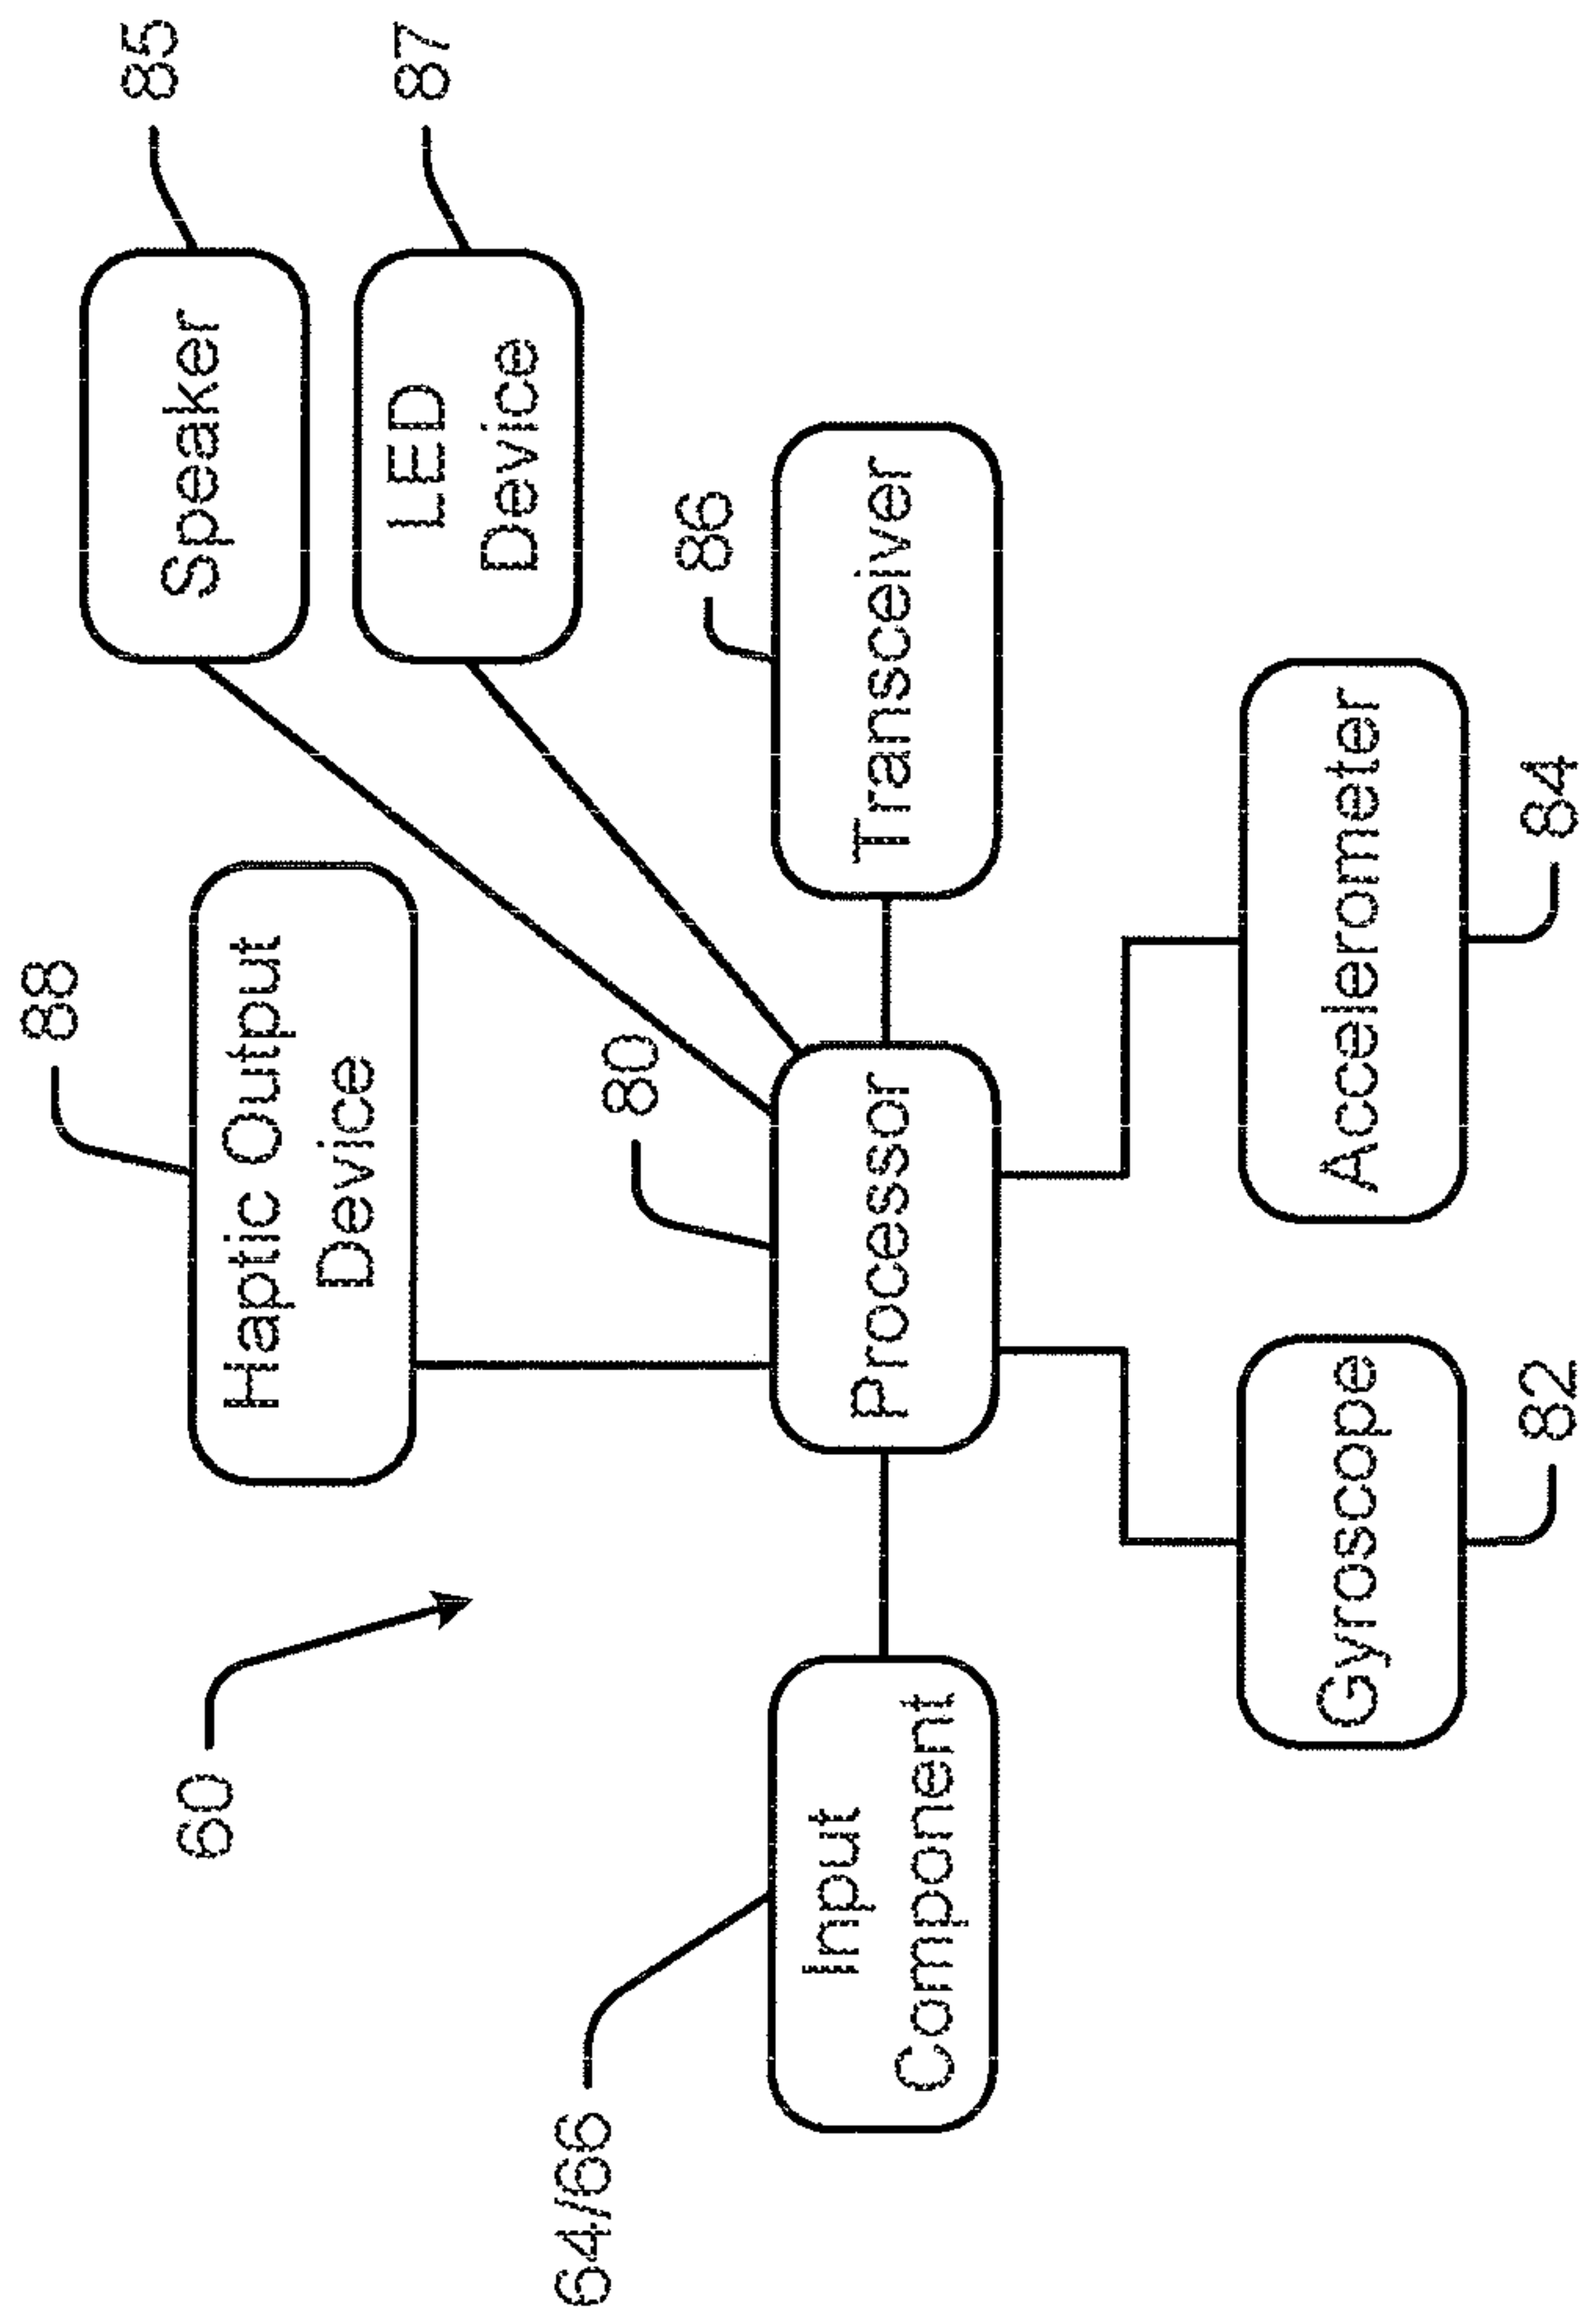 60
88
Haptic Output
Device
85
Speaker
87
LED
Device
64/66
Input
Component
80
Processor
86
Transceiver
Gyroscope
82
Accelerometer
84